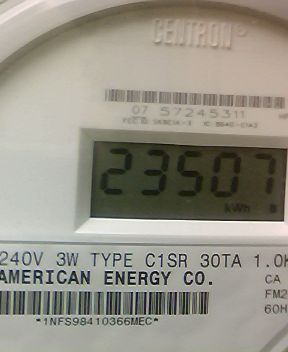 CENTRON®
07 57245311
23507
kWh
240V 3W TYPE C1SR 30TA 1.0K
AMERICAN ENERGY CO.
CA
FM2
60H
*1NFS98410366MEC*